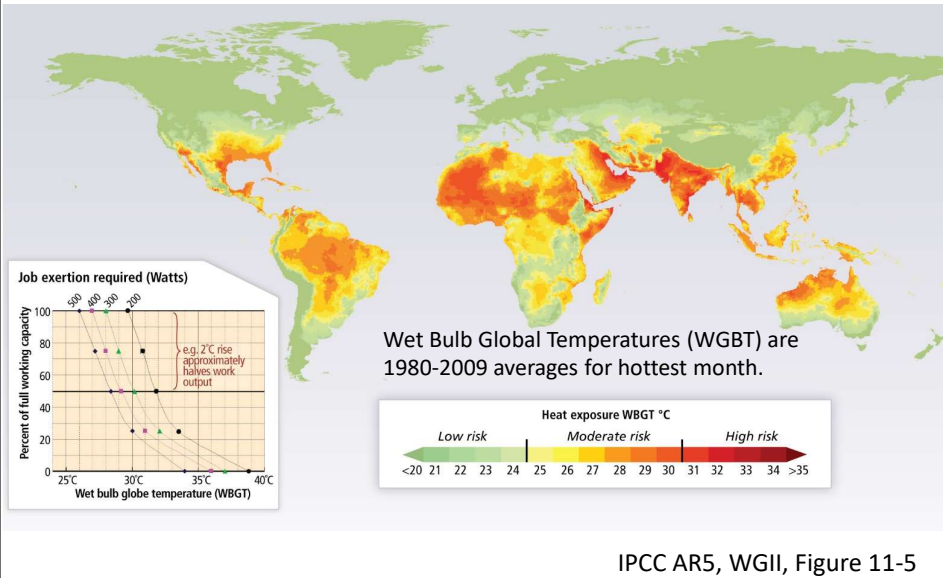 Job exertion required (Watts)
500 400 300 200
100
80
60
40
20
0
Percent of full working capacity
e.g. 2°C rise
approximately
halves work
output
25°C 30°C 35°C 40°C
Wet bulb globe temperature (WBGT)
Wet Bulb Global Temperatures (WGBT) are
1980-2009 averages for hottest month.
Heat exposure WBGT °C
Low risk Moderate risk High risk
<20 21 22 23 24 25 26 27 28 29 30 31 32 33 34 >35
IPCC AR5, WGII, Figure 11-5